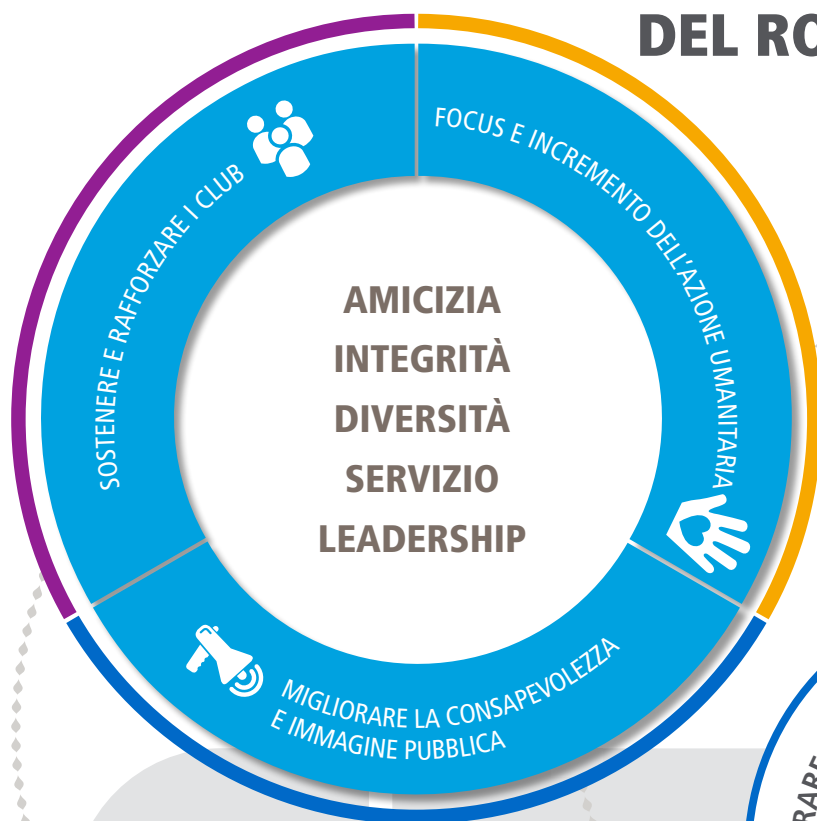 DEL RO
FOCUS E INCREMENTO DELL'AZIONE UMANITARIA
SOSTENERE E RAFFORZARE I CLUB
AMICIZIA
INTEGRITÀ
DIVERSITÀ
SERVIZIO
LEADERSHIP
MIGLIORARE LA CONSAPEVOLEZZA
E IMMAGINE PUBBLICA
RARE